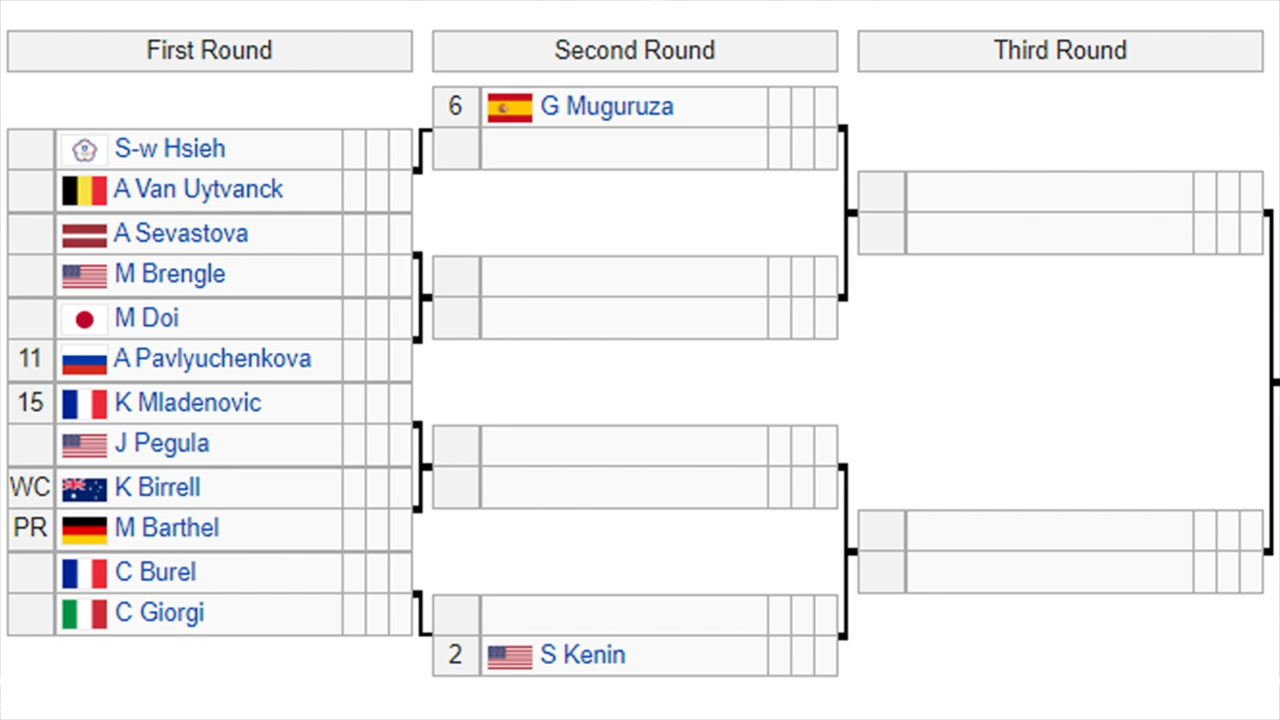 First Round
Second Round
Third Round
6 G Muguruza
S-w Hsieh
A Van Uytvanck
A Sevastova
M Brengle
M Doi
11 A Pavlyuchenkova
15 K Mladenovic
J Pegula
WC K Birrell
PR M Barthel
C Burel
C Giorgi
2 S Kenin